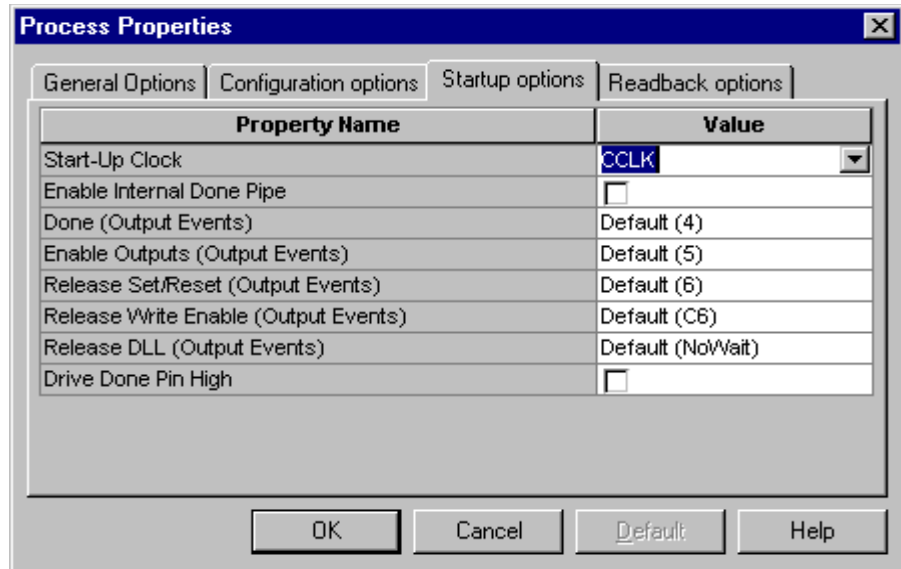 Process Properties
General Options Configuration options Startup options Readback options
Property Name Value
Start-Up Clock CCLK
Enable Internal Done Pipe
Done (Output Events) Default (4)
Enable Outputs (Output Events) Default (5)
Release Set/Reset (Output Events) Default (6)
Release Write Enable (Output Events) Default (C6)
Release DLL (Output Events) Default (NoWait)
Drive Done Pin High
OK Cancel Default Help